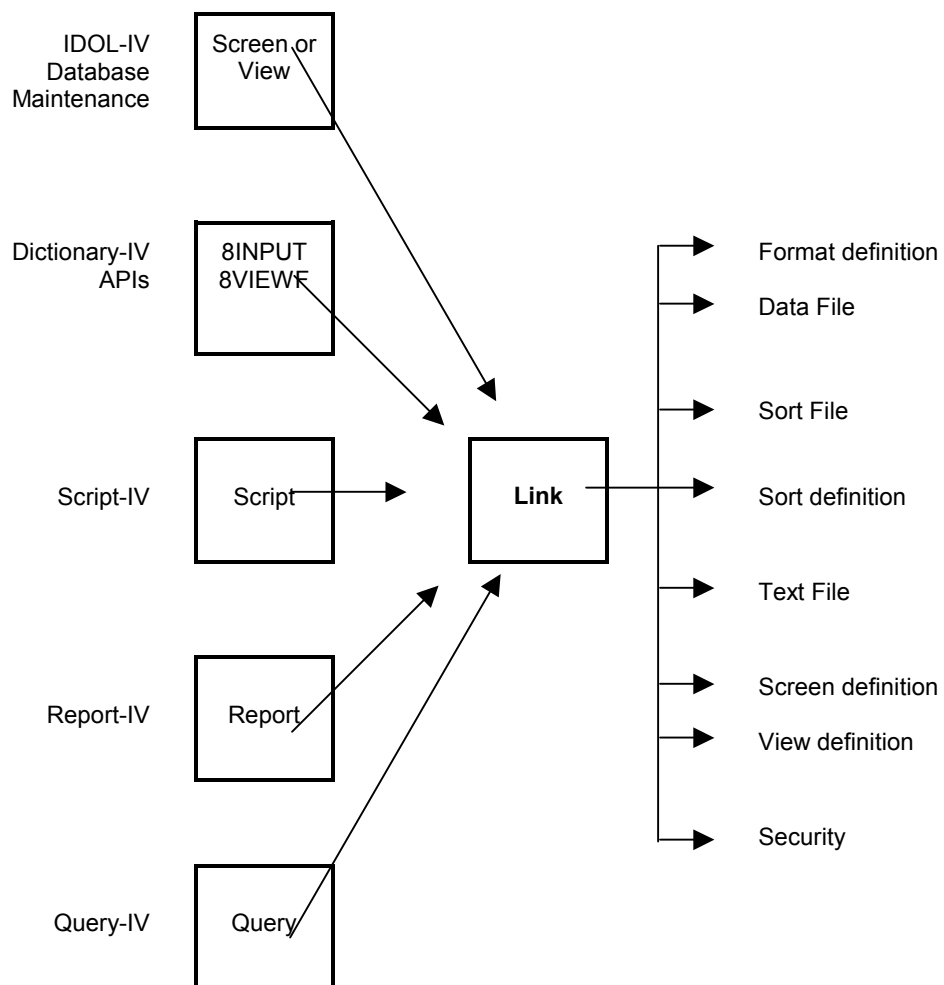 IDOL-IV
Database
Maintenance
Screen or
View
Dictionary-IV
APIs
8INPUT
8VIEWF
Script-IV
Script
Link
Report-IV
Report
Query-IV
Query
Format definition
Data File
Sort File
Sort definition
Text File
Screen definition
View definition
Security